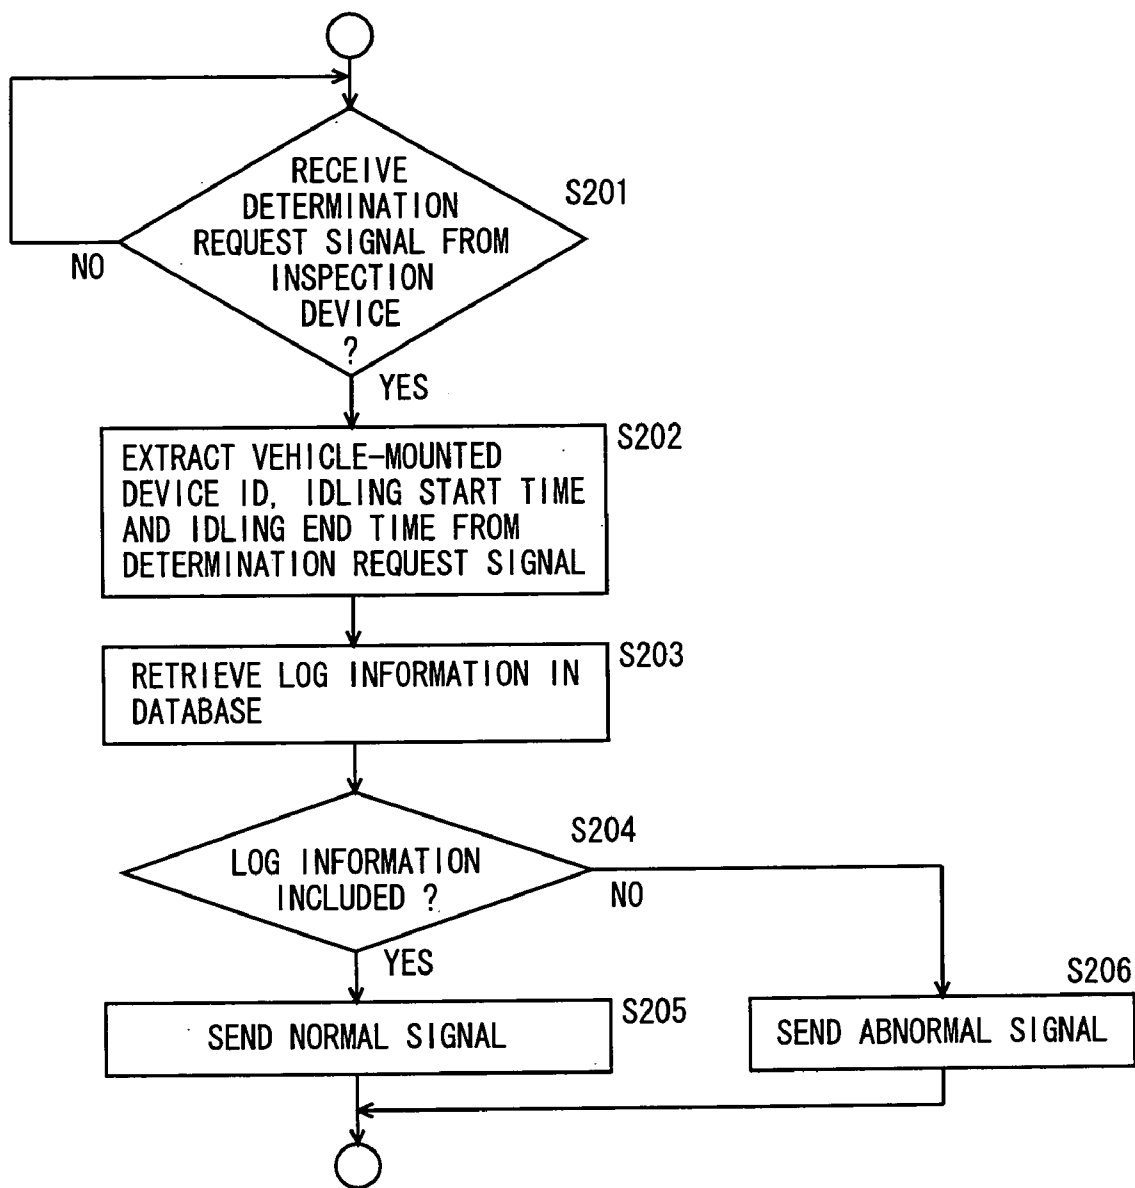 RECEIVE
DETERMINATION
REQUEST SIGNAL FROM
INSPECTION
DEVICE
?
S201
NO
YES
S202
EXTRACT VEHICLE-MOUNTED
DEVICE ID, IDLING START TIME
AND IDLING END TIME FROM
DETERMINATION REQUEST SIGNAL
S203
RETRIEVE LOG INFORMATION IN
DATABASE
S204
LOG INFORMATION
INCLUDED ?
NO
YES
S205
SEND NORMAL SIGNAL
S206
SEND ABNORMAL SIGNAL